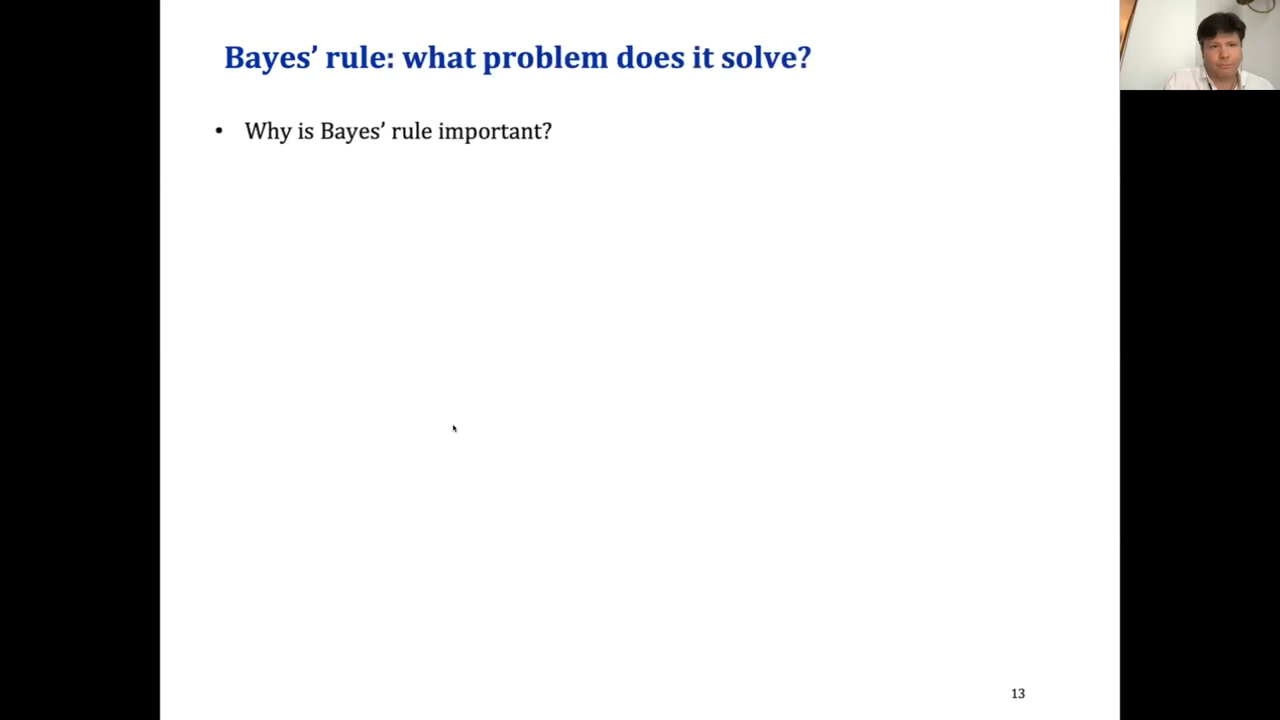 Bayes’ rule: what problem does it solve?
• Why is Bayes’ rule important?
13